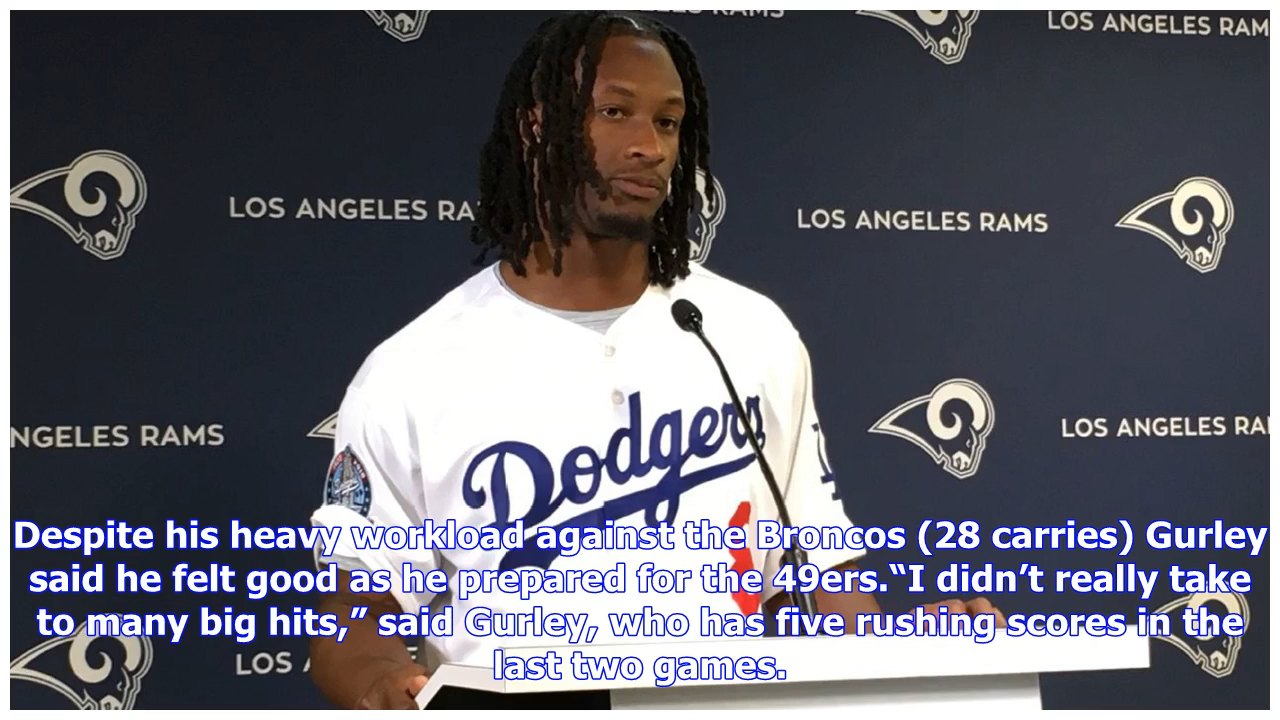 RAMS
LOS ANGELES RAM
LOS ANGELES RA
LOS ANGELES RAMS
Dodgers
NGELES RAMS
LOS ANGELES RA
Despite his heavy workload against the Broncos (28 carries) Gurley
said he felt good as he prepared for the 49ers.“I didn’t really take
to many big hits,” said Gurley, who has five rushing scores in the
last two games.
LOS A